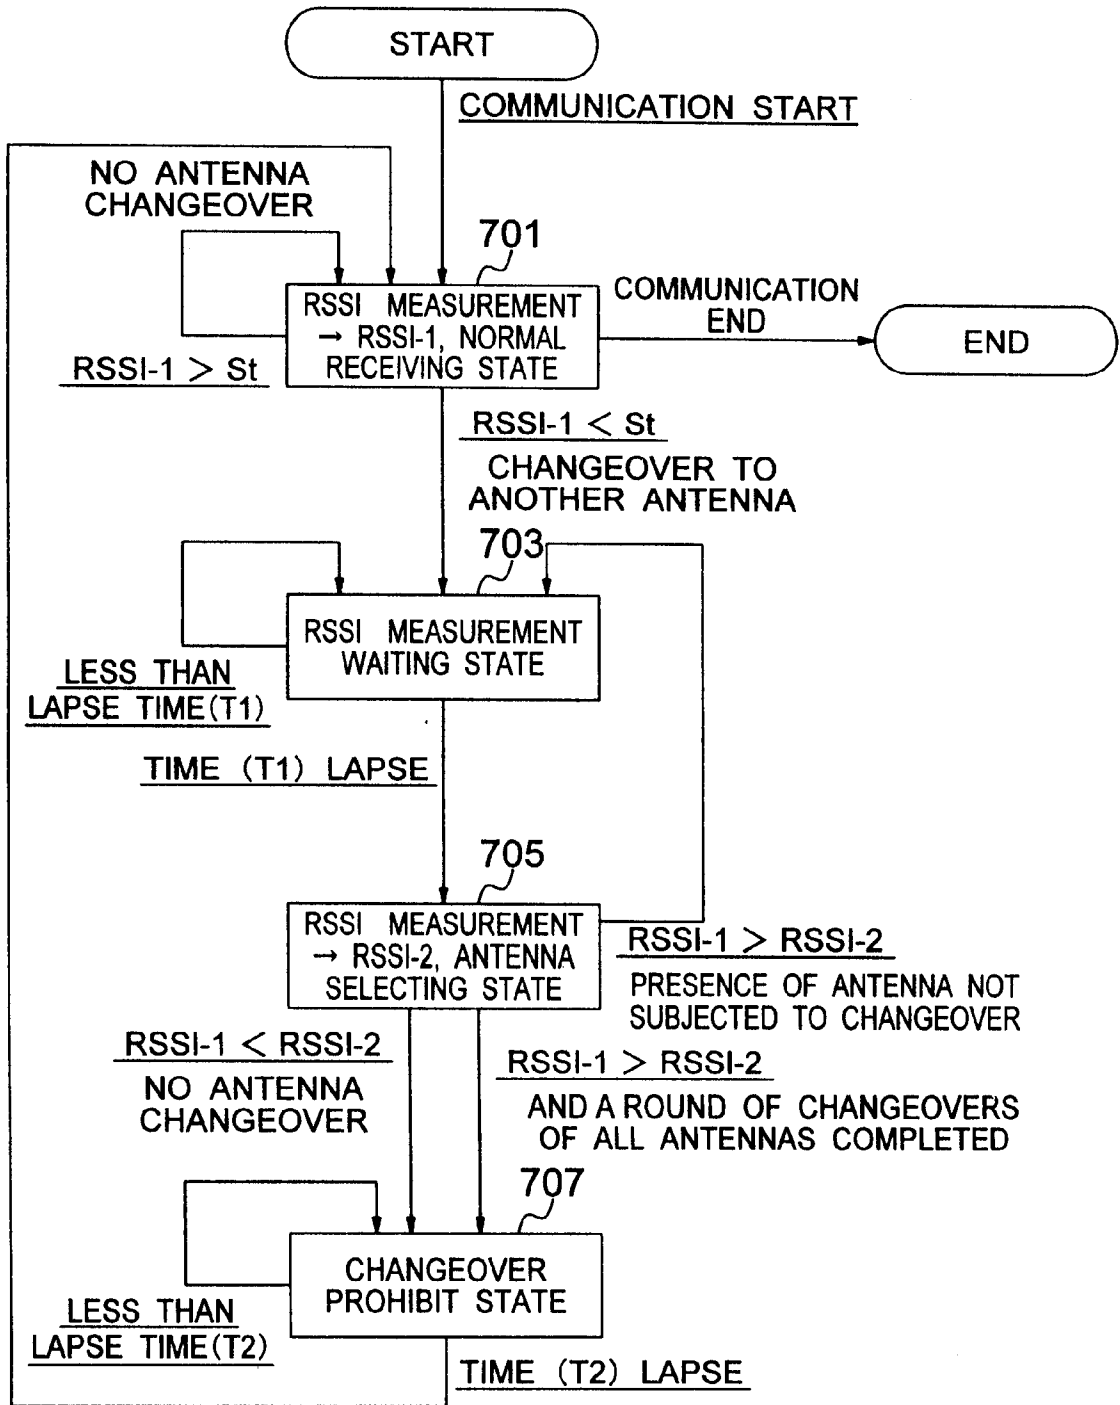 START
COMMUNICATION START
NO ANTENNA
CHANGEOVER
701
RSSI MEASUREMENT
→ RSSI-1, NORMAL
RECEIVING STATE
COMMUNICATION
END
END
RSSI-1 > St
RSSI-1 < St
CHANGEOVER TO
ANOTHER ANTENNA
703
RSSI MEASUREMENT
WAITING STATE
LESS THAN
LAPSE TIME(T1)
TIME (T1) LAPSE
705
RSSI MEASUREMENT
→ RSSI-2, ANTENNA
SELECTING STATE
RSSI-1 > RSSI-2
PRESENCE OF ANTENNA NOT
SUBJECTED TO CHANGEOVER
RSSI-1 < RSSI-2
NO ANTENNA
CHANGEOVER
RSSI-1 > RSSI-2
AND A ROUND OF CHANGEOVERS
OF ALL ANTENNAS COMPLETED
707
CHANGEOVER
PROHIBIT STATE
LESS THAN
LAPSE TIME(T2)
TIME (T2) LAPSE